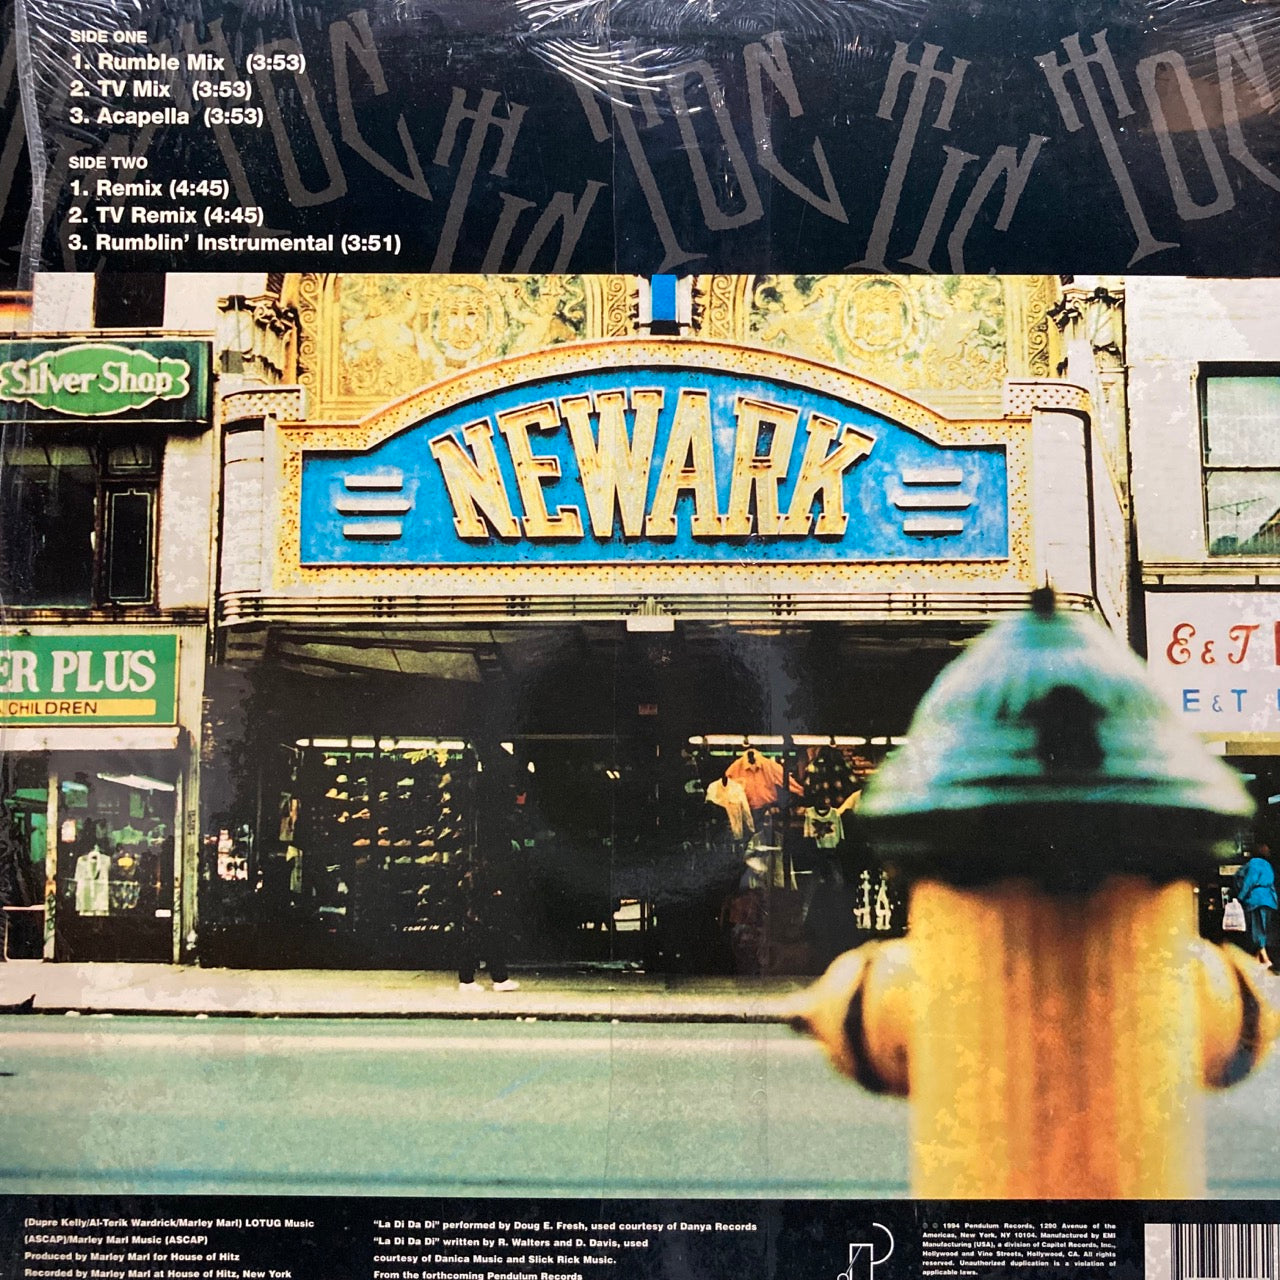 SIDE ONE
1. Rumble Mix (3:53)
2. TV Mix (3:53)
3. Acapella (3:53)
SIDE TWO
1. Remix (4:45)
2. TV Remix (4:45)
3. Rumblin' Instrumental (3:51)
Silver Shop
NEWARK
ER PLUS
CHILDREN
E & T
E & T
COME IN
(Dupre Kelly/Al-Terik Wardrick/Marley Marl) LOTUG Music
(ASCAP)/Marley Marl Music (ASCAP)
Produced by Marley Marl for House of Hitz
Recorded by Marley Marl at House of Hitz, New York
"La Di Da Di" performed by Doug E. Fresh, used courtesy of Danya Records
"La Di Da Di" written by R. Walters and D. Davis, used
courtesy of Danica Music and Slick Rick Music.
From the forthcoming Pendulum Records
℗ © 1994 Pendulum Records, 1290 Avenue of the
Americas, New York, NY 10104. Manufactured by EMI
Manufacturing (USA), a division of Capitol Records, Inc.,
Hollywood and Vine Streets, Hollywood, CA. All rights
reserved. Unauthorized duplication is a violation of
applicable laws.